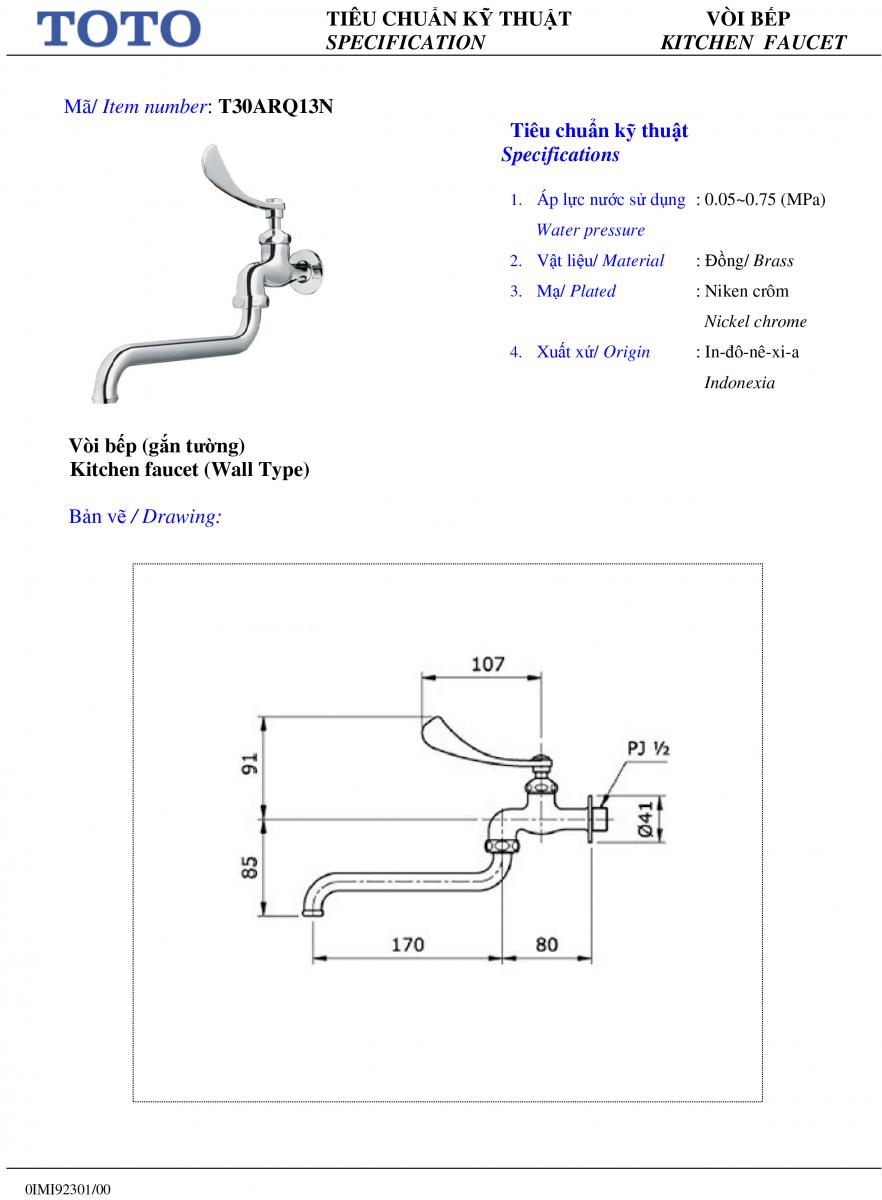 TOTO
TIÊU CHUẨN KỸ THUẬT VÒI BẾP
SPECIFICATION KITCHEN FAUCET
Mã/ Item number: T30ARQ13N
Tiêu chuẩn kỹ thuật
Specifications
1. Áp lực nước sử dụng : 0.05~0.75 (MPa)
Water pressure
2. Vật liệu/ Material : Đồng/ Brass
3. Mạ/ Plated : Niken crôm
Nickel chrome
4. Xuất xứ/ Origin : In-đô-nê-xi-a
Indonexia
Vòi bếp (gắn tường)
Kitchen faucet (Wall Type)
Bản vẽ / Drawing:
107
PJ ½
91
Ø41
85
170
80
0IMI92301/00